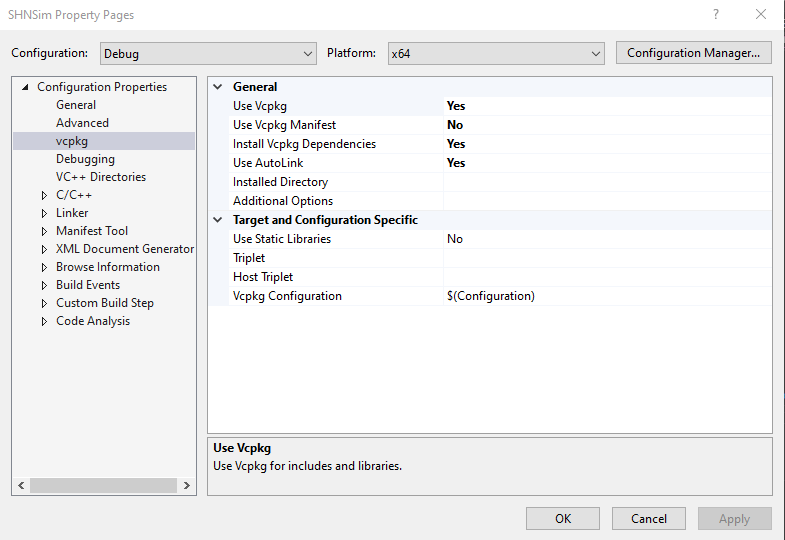 SHNSim Property Pages
Configuration: Debug Platform: x64 Configuration Manager...
Configuration Properties
General
Advanced
vcpkg
Debugging
VC++ Directories
C/C++
Linker
Manifest Tool
XML Document Generator
Browse Information
Build Events
Custom Build Step
Code Analysis
General
Use Vcpkg Yes
Use Vcpkg Manifest No
Install Vcpkg Dependencies Yes
Use AutoLink Yes
Installed Directory
Additional Options
Target and Configuration Specific
Use Static Libraries No
Triplet
Host Triplet
Vcpkg Configuration $(Configuration)
Use Vcpkg
Use Vcpkg for includes and libraries.
OK Cancel Apply